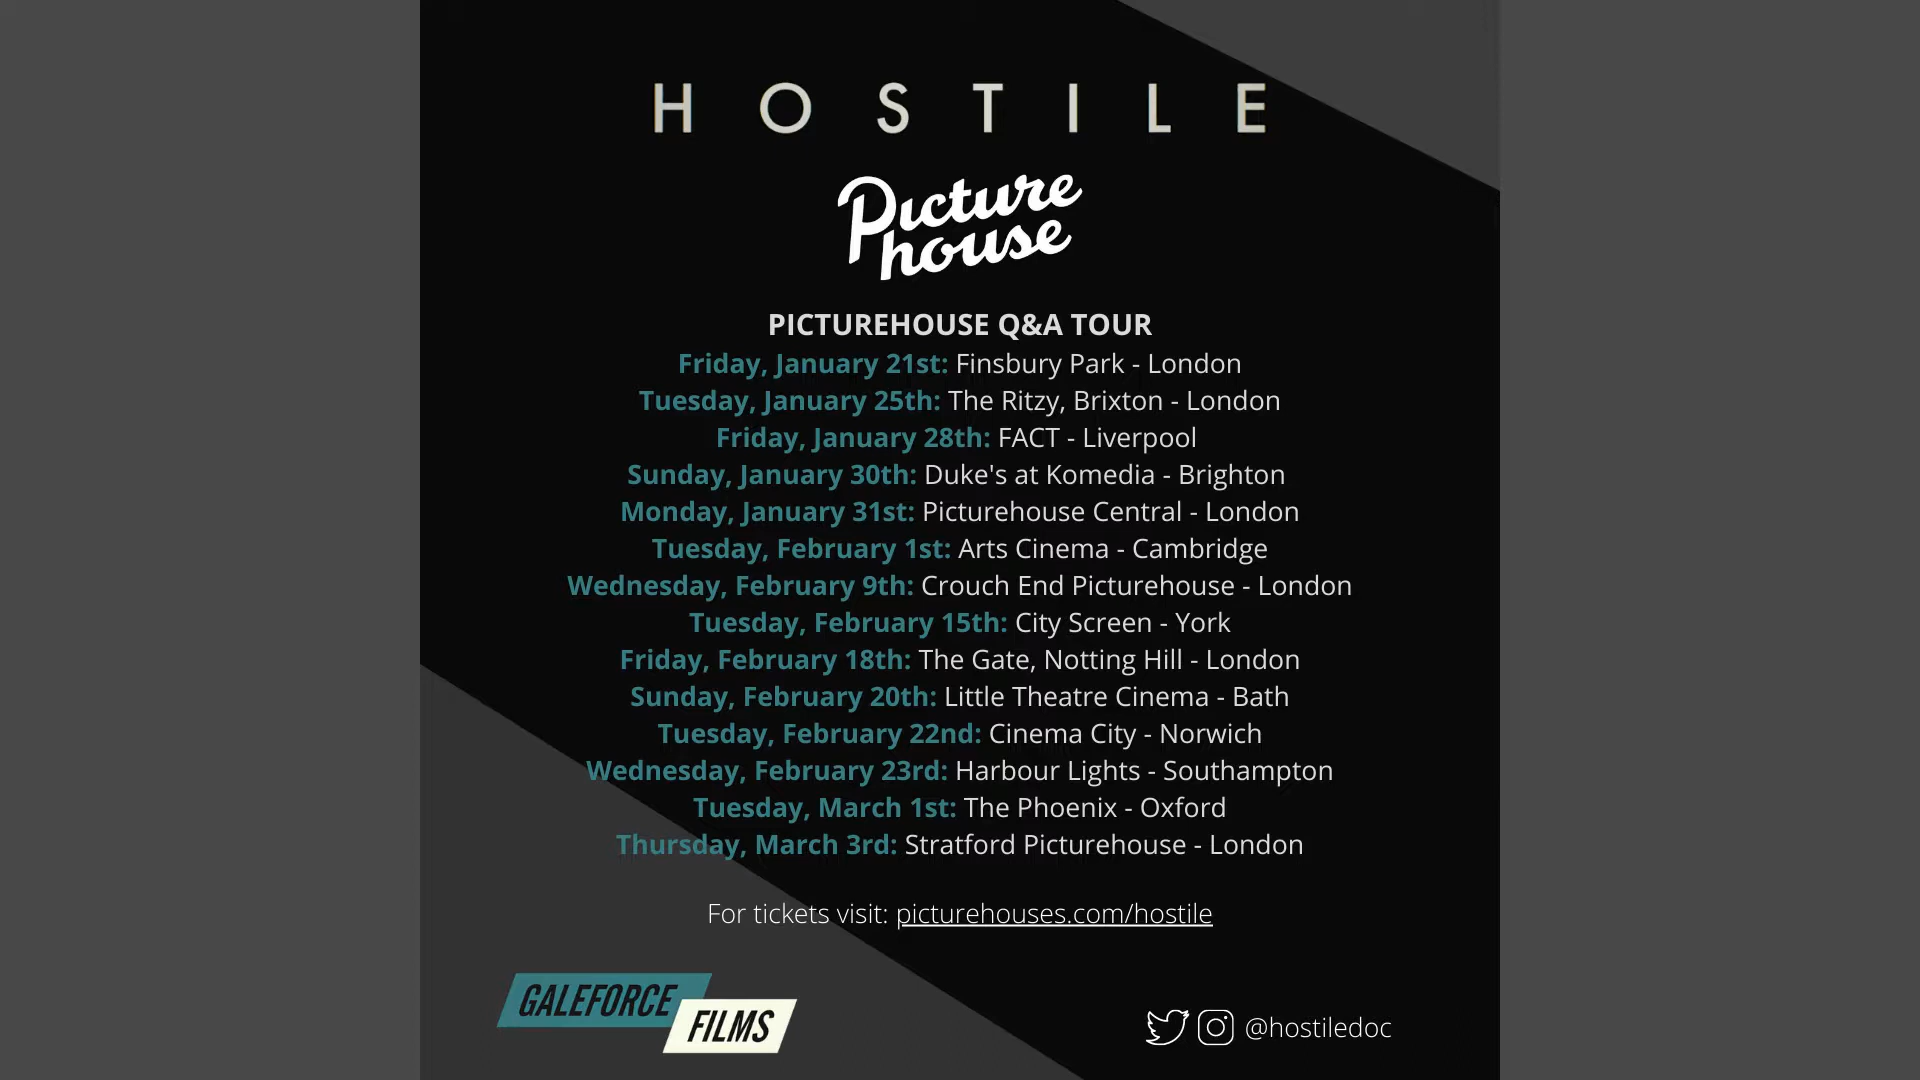 HOSTILE
Picture
house
PICTUREHOUSE Q&A TOUR
Friday, January 21st: Finsbury Park - London
Tuesday, January 25th: The Ritzy, Brixton - London
Friday, January 28th: FACT - Liverpool
Sunday, January 30th: Duke's at Komedia - Brighton
Monday, January 31st: Picturehouse Central - London
Tuesday, February 1st: Arts Cinema - Cambridge
Wednesday, February 9th: Crouch End Picturehouse - London
Tuesday, February 15th: City Screen - York
Friday, February 18th: The Gate, Notting Hill - London
Sunday, February 20th: Little Theatre Cinema - Bath
Tuesday, February 22nd: Cinema City - Norwich
Wednesday, February 23rd: Harbour Lights - Southampton
Tuesday, March 1st: The Phoenix - Oxford
Thursday, March 3rd: Stratford Picturehouse - London
For tickets visit: picturehouses.com/hostile
GALEFORCE
FILMS
@hostiledoc